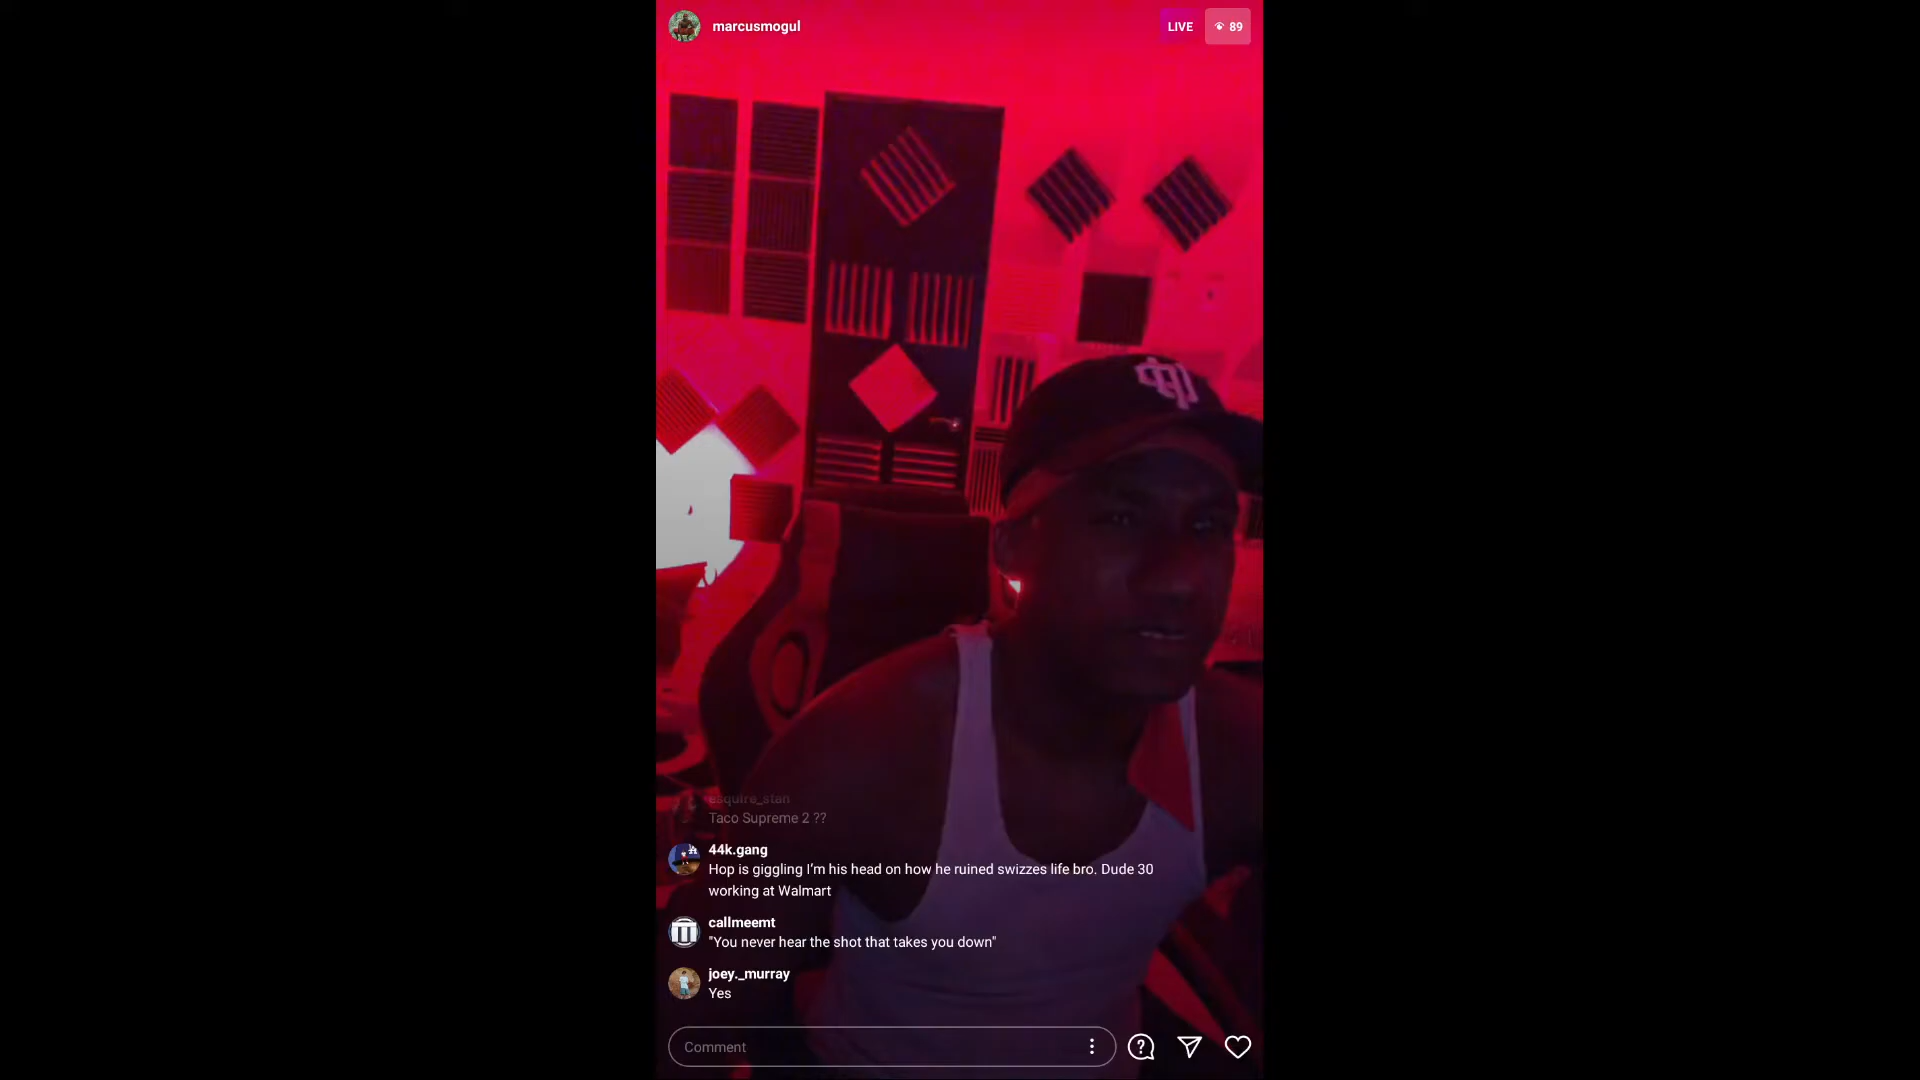 marcusmogul
LIVE
89
esquire_stan
Taco Supreme 2 ??
44k.gang
Hop is giggling I'm his head on how he ruined swizzes life bro. Dude 30
working at Walmart
callmeemt
"You never hear the shot that takes you down"
joey._murray
Yes
Comment